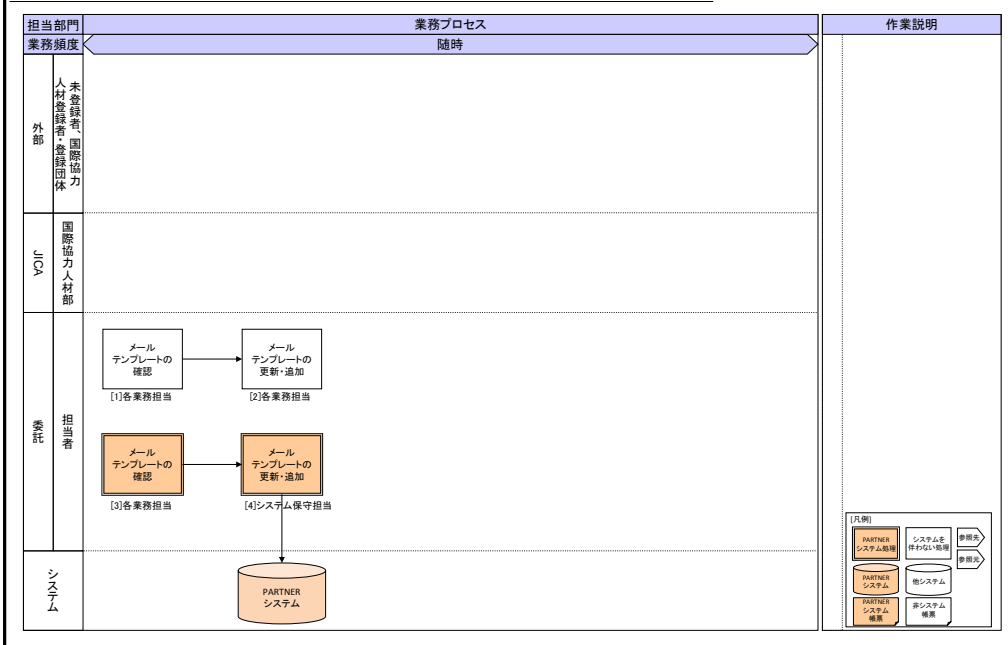 担当部門
業務プロセス
作業説明
業務頻度
随時
外部
未登録者、国際協力
人材登録者・登録団体
JICA
国際協力人材部
委託
担当者
メール
テンプレートの
確認
[1]各業務担当
メール
テンプレートの
更新・追加
[2]各業務担当
メール
テンプレートの
確認
[3]各業務担当
メール
テンプレートの
更新・追加
[4]システム保守担当
システム
PARTNER
システム
[凡例]
PARTNER
システム処理
システムを
伴わない処理
参照先
参照元
PARTNER
システム
他システム
PARTNER
システム
帳票
非システム
帳票